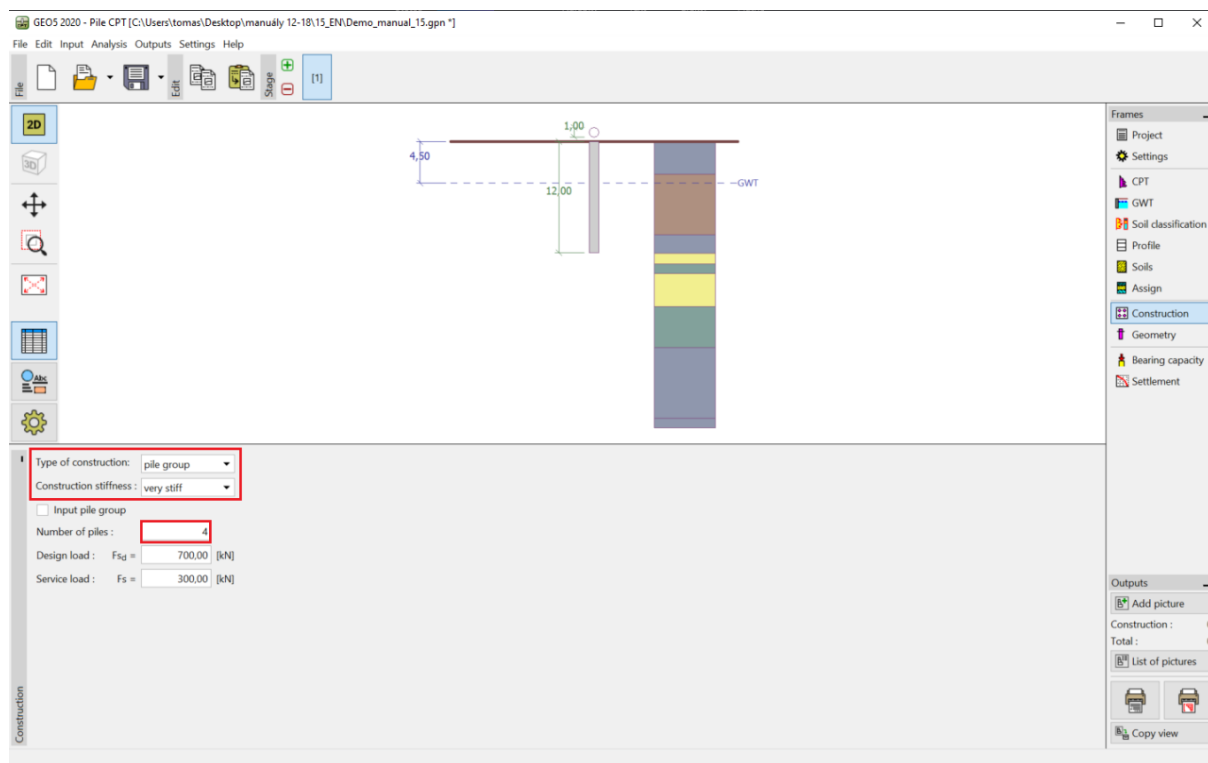 GEO5 2020 - Pile CPT [C:\Users\tomas\Desktop\manuály 12-18\15_EN\Demo_manual_15.gpn *]
File Edit Input Analysis Outputs Settings Help
File
Edit
Stage
[1]
2D
3D
1,00
4,50
12,00
GWT
Frames
Project
Settings
CPT
GWT
Soil classification
Profile
Soils
Assign
Construction
Geometry
Bearing capacity
Settlement
Abc
Type of construction: pile group
Construction stiffness : very stiff
Input pile group
Number of piles : 4
Design load : Fsd = 700,00 [kN]
Service load : Fs = 300,00 [kN]
Construction
Outputs
Add picture
Construction :
Total :
List of pictures
Copy view